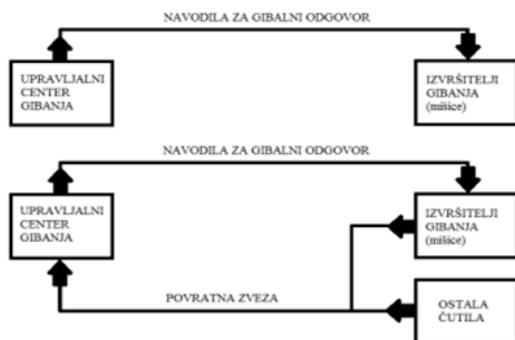 NAVODILA ZA GIBALNI ODGOVOR
UPRAVLJALNI
CENTER
GIBANJA
IZVRŠITELJI
GIBANJA
(mišice)
NAVODILA ZA GIBALNI ODGOVOR
UPRAVLJALNI
CENTER
GIBANJA
IZVRŠITELJI
GIBANJA
(mišice)
POVRATNA ZVEZA
OSTALA
ČUTILA